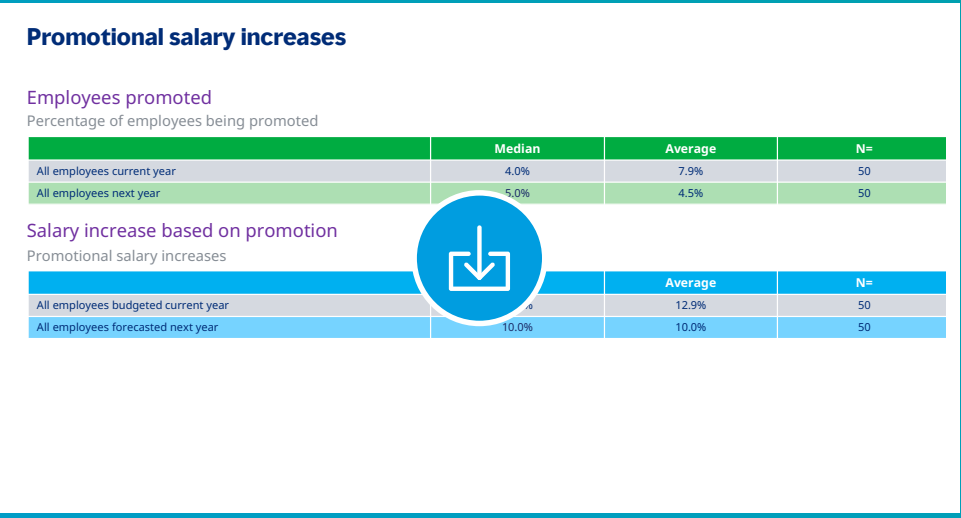 Promotional salary increases
Employees promoted
Percentage of employees being promoted
Median Average N=
All employees current year 4.0% 7.9% 50
All employees next year 5.0% 4.5% 50
Salary increase based on promotion
Promotional salary increases
Average N=
All employees budgeted current year 12.9% 50
All employees forecasted next year 10.0% 10.0% 50